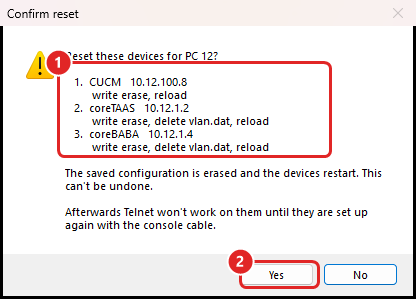 Confirm reset
Reset these devices for PC 12?
1
1. CUCM 10.12.100.8
write erase, reload
2. coreTAAS 10.12.1.2
write erase, delete vlan.dat, reload
3. coreBABA 10.12.1.4
write erase, delete vlan.dat, reload
The saved configuration is erased and the devices restart. This
can't be undone.
Afterwards Telnet won't work on them until they are set up
again with the console cable.
2
Yes
No